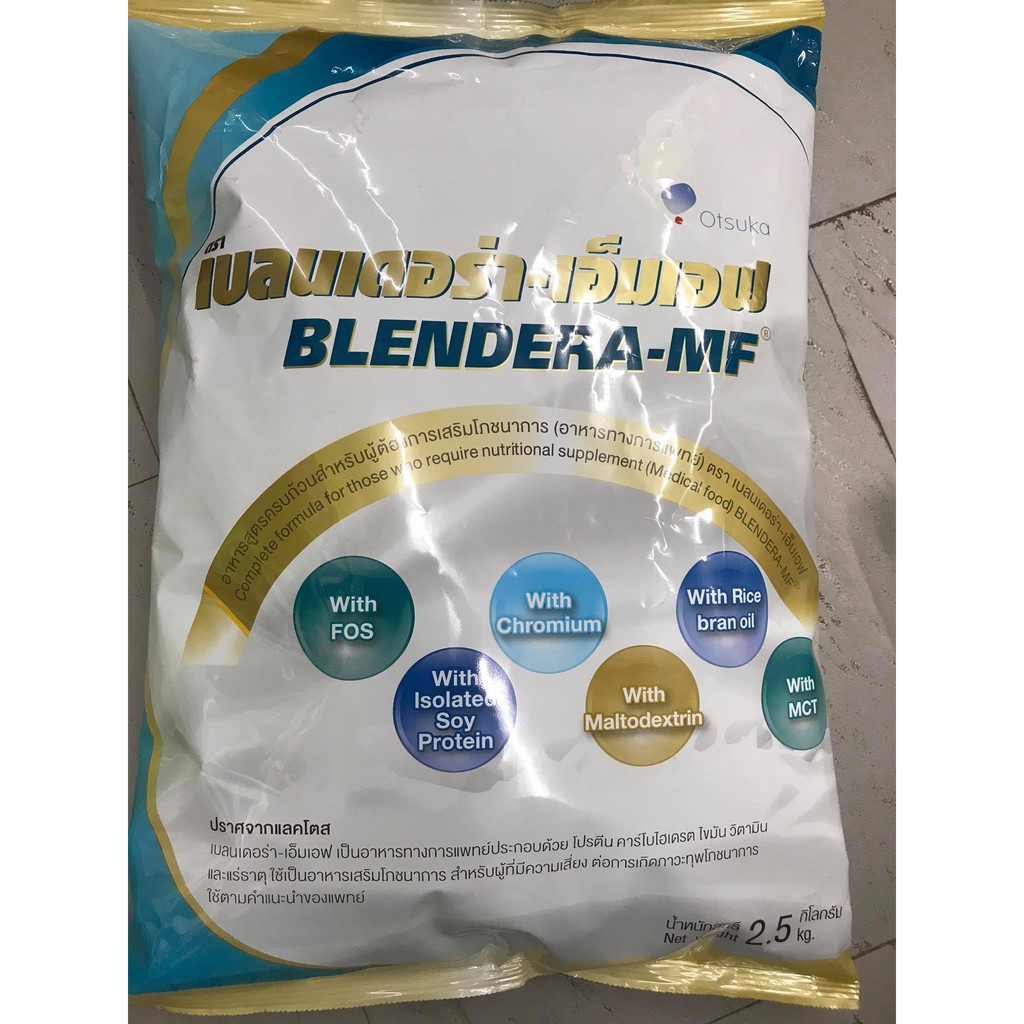 Otsuka
ตรา
เบลนเดอร่า-เอ็มเอฟ
BLENDERA-MF®
อาหารสูตรครบถ้วนสำหรับผู้ต้องการเสริมโภชนาการ (อาหารทางการแพทย์) ตรา เบลนเดอร่า-เอ็มเอฟ
Complete formula for those who require nutritional supplement (Medical food) BLENDERA-MF®
With
FOS
With
Chromium
With Rice
bran oil
With
Isolated
Soy
Protein
With
Maltodextrin
With
MCT
ปราศจากแลคโตส
เบลนเดอร่า-เอ็มเอฟ เป็นอาหารทางการแพทย์ประกอบด้วย โปรตีน คาร์โบไฮเดรต ไขมัน วิตามิน
และแร่ธาตุ ใช้เป็นอาหารเสริมโภชนาการ สำหรับผู้ที่มีความเสี่ยง ต่อการเกิดภาวะทุพโภชนาการ
ใช้ตามคำแนะนำของแพทย์
น้ำหนักสุทธิ 2.5 กิโลกรัม
Net weight kg.